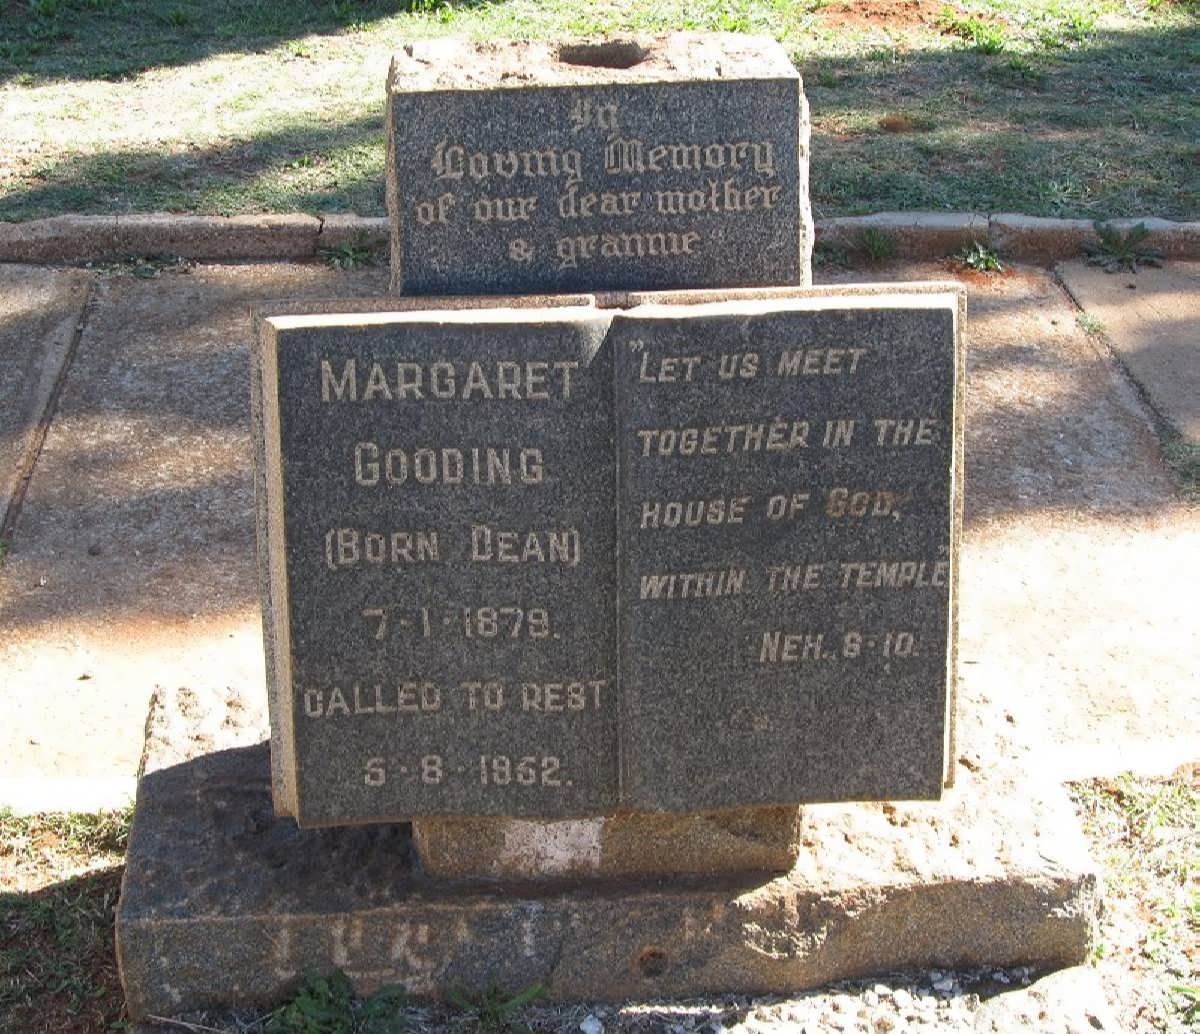 In
Loving Memory
of our dear mother
& grannie
MARGARET
GOODING
(BORN DEAN)
7·1·1879.
CALLED TO REST
5·8·1962.
"LET US MEET
TOGETHER IN THE
HOUSE OF GOD,
WITHIN THE TEMPLE"
NEH. 6·10.